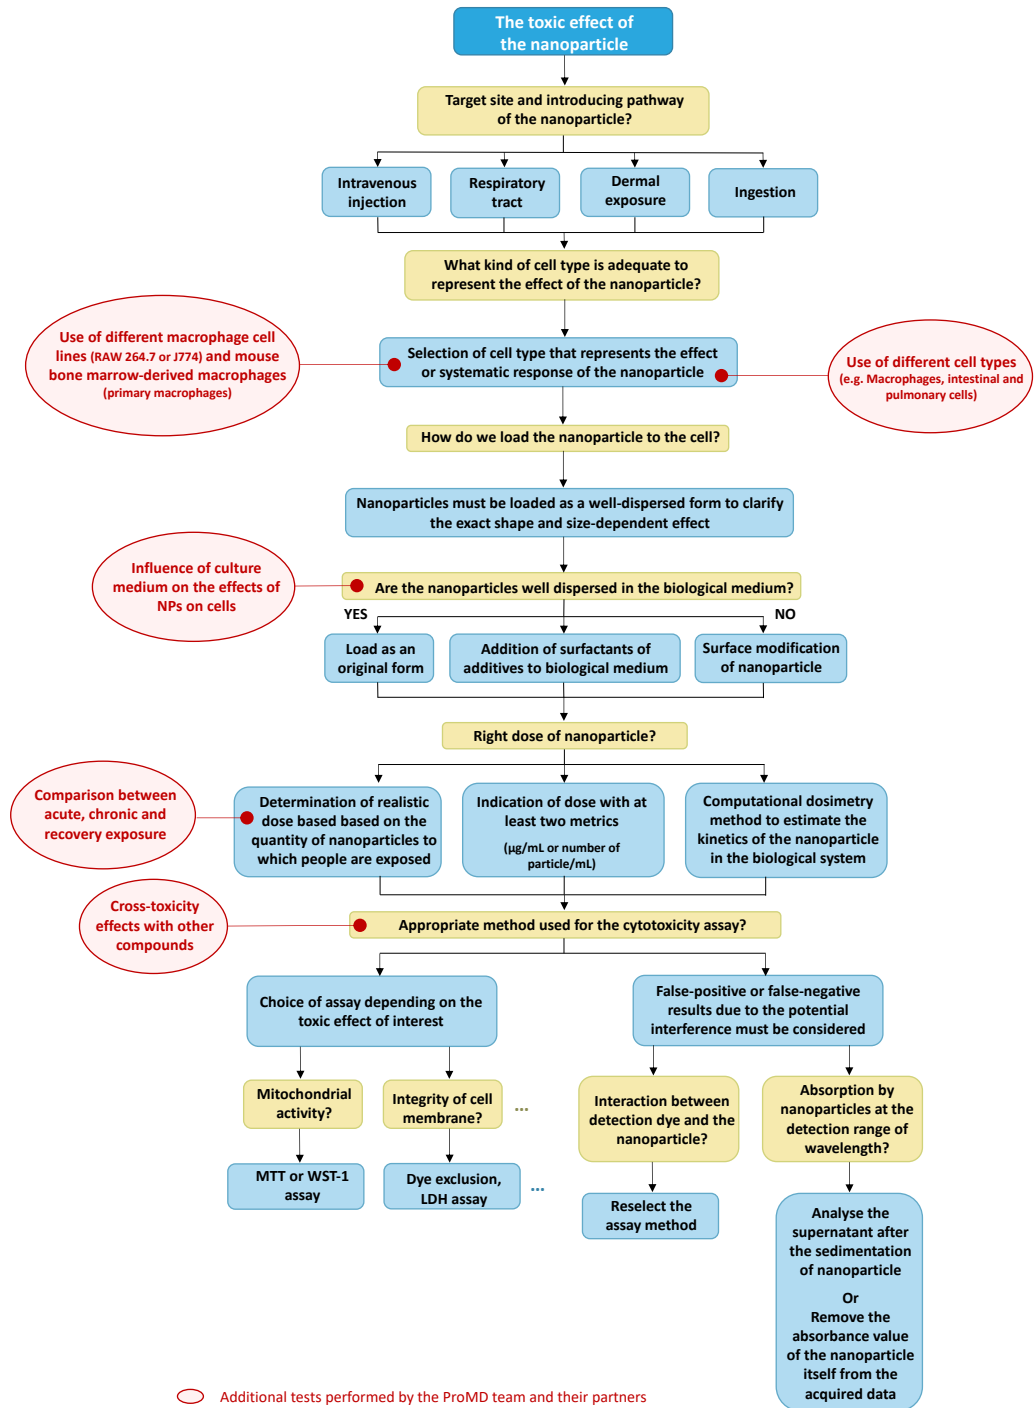 The toxic effect of
the nanoparticle
Target site and introducing pathway
of the nanoparticle?
Intravenous
injection
Respiratory
tract
Dermal
exposure
Ingestion
What kind of cell type is adequate to
represent the effect of the nanoparticle?
Use of different macrophage cell
lines (RAW 264.7 or J774) and mouse
bone marrow-derived macrophages
(primary macrophages)
Selection of cell type that represents the effect
or systematic response of the nanoparticle
Use of different cell types
(e.g. Macrophages, intestinal and
pulmonary cells)
How do we load the nanoparticle to the cell?
Nanoparticles must be loaded as a well-dispersed form to clarify
the exact shape and size-dependent effect
Influence of culture
medium on the effects of
NPs on cells
Are the nanoparticles well dispersed in the biological medium?
YES
NO
Load as an
original form
Addition of surfactants of
additives to biological medium
Surface modification
of nanoparticle
Right dose of nanoparticle?
Comparison between
acute, chronic and
recovery exposure
Determination of realistic
dose based based on the
quantity of nanoparticles to
which people are exposed
Indication of dose with at
least two metrics
(µg/mL or number of
particle/mL)
Computational dosimetry
method to estimate the
kinetics of the nanoparticle
in the biological system
Cross-toxicity
effects with other
compounds
Appropriate method used for the cytotoxicity assay?
Choice of assay depending on the
toxic effect of interest
False-positive or false-negative
results due to the potential
interference must be considered
Mitochondrial
activity?
Integrity of cell
membrane?
...
Interaction between
detection dye and the
nanoparticle?
Absorption by
nanoparticles at the
detection range of
wavelength?
MTT or WST-1
assay
Dye exclusion,
LDH assay
...
Reselect the
assay method
Analyse the
supernatant after
the sedimentation
of nanoparticle
Or
Remove the
absorbance value
of the nanoparticle
itself from the
acquired data
Additional tests performed by the ProMD team and their partners